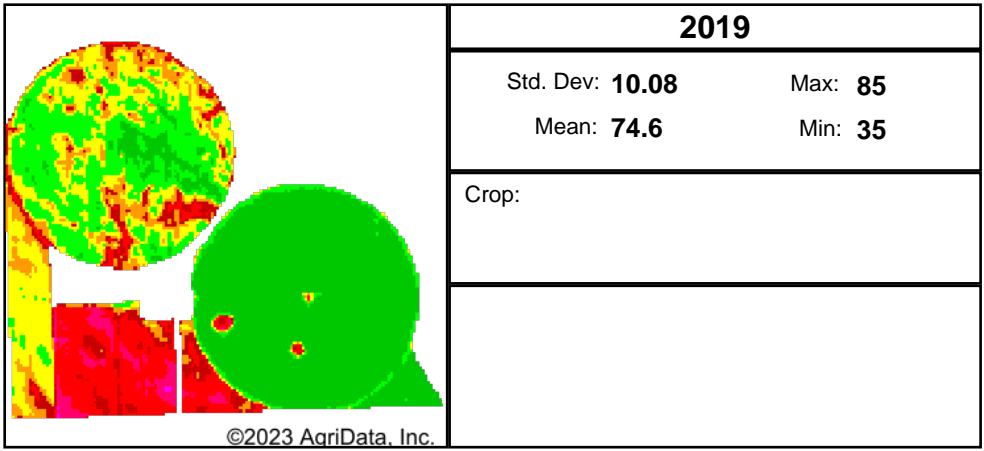 2019
Std. Dev: 10.08 Max: 85
Mean: 74.6 Min: 35
Crop:
©2023 AgriData, Inc.